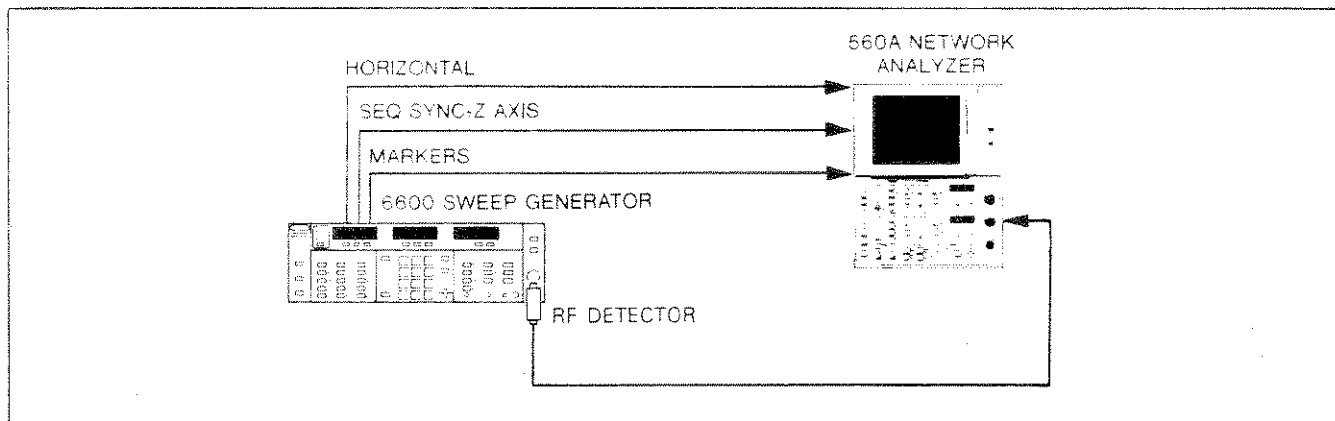 560A NETWORK
ANALYZER
HORIZONTAL
SEQ SYNC-Z AXIS
MARKERS
6600 SWEEP GENERATOR
RF DETECTOR